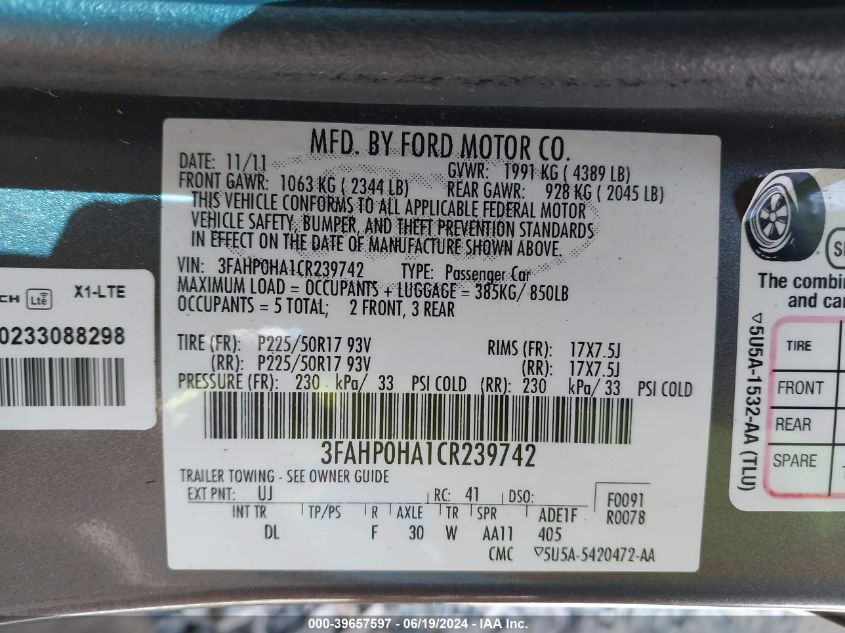 MFD. BY FORD MOTOR CO.
DATE: 11/11
GVWR: 1991 KG ( 4389 LB)
FRONT GAWR: 1063 KG ( 2344 LB)
REAR GAWR: 928 KG ( 2045 LB)
THIS VEHICLE CONFORMS TO ALL APPLICABLE FEDERAL MOTOR
VEHICLE SAFETY, BUMPER, AND THEFT PREVENTION STANDARDS
IN EFFECT ON THE DATE OF MANUFACTURE SHOWN ABOVE.
VIN: 3FAHP0HA1CR239742 TYPE: Passenger Car
MAXIMUM LOAD = OCCUPANTS + LUGGAGE = 385KG/ 850LB
OCCUPANTS = 5 TOTAL; 2 FRONT, 3 REAR
TIRE (FR): P225/50R17 93V RIMS (FR): 17X7.5J
(RR): P225/50R17 93V (RR): 17X7.5J
PRESSURE (FR): 230 kPa/ 33 PSI COLD (RR): 230 kPa/ 33 PSI COLD
3FAHP0HA1CR239742
TRAILER TOWING - SEE OWNER GUIDE
EXT PNT: UJ RC: 41 DSO: F0091
INT TR TP/PS R AXLE TR SPR ADE1F R0078
DL F 30 W AA11 405
CMC ▽5U5A-5420472-AA
X1-LTE
Lte
0233088298
The combin
and car
TIRE
FRONT
REAR
SPARE
▽5U5A-1532-AA (TLU)
000-39657597 - 06/19/2024 - 1SUN - IAA Inc.